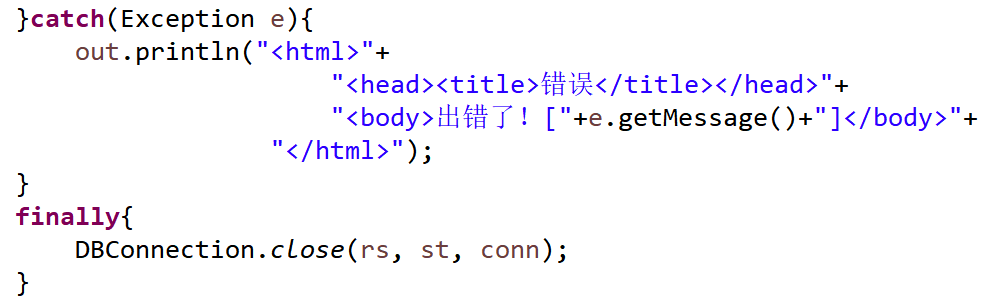 }catch(Exception e){
    out.println("<html>"+
                     "<head><title>错误</title></head>"+
                     "<body>出错了! ["+e.getMessage()+"]</body>"+
                 "</html>");
}
finally{
    DBConnection.close(rs, st, conn);
}